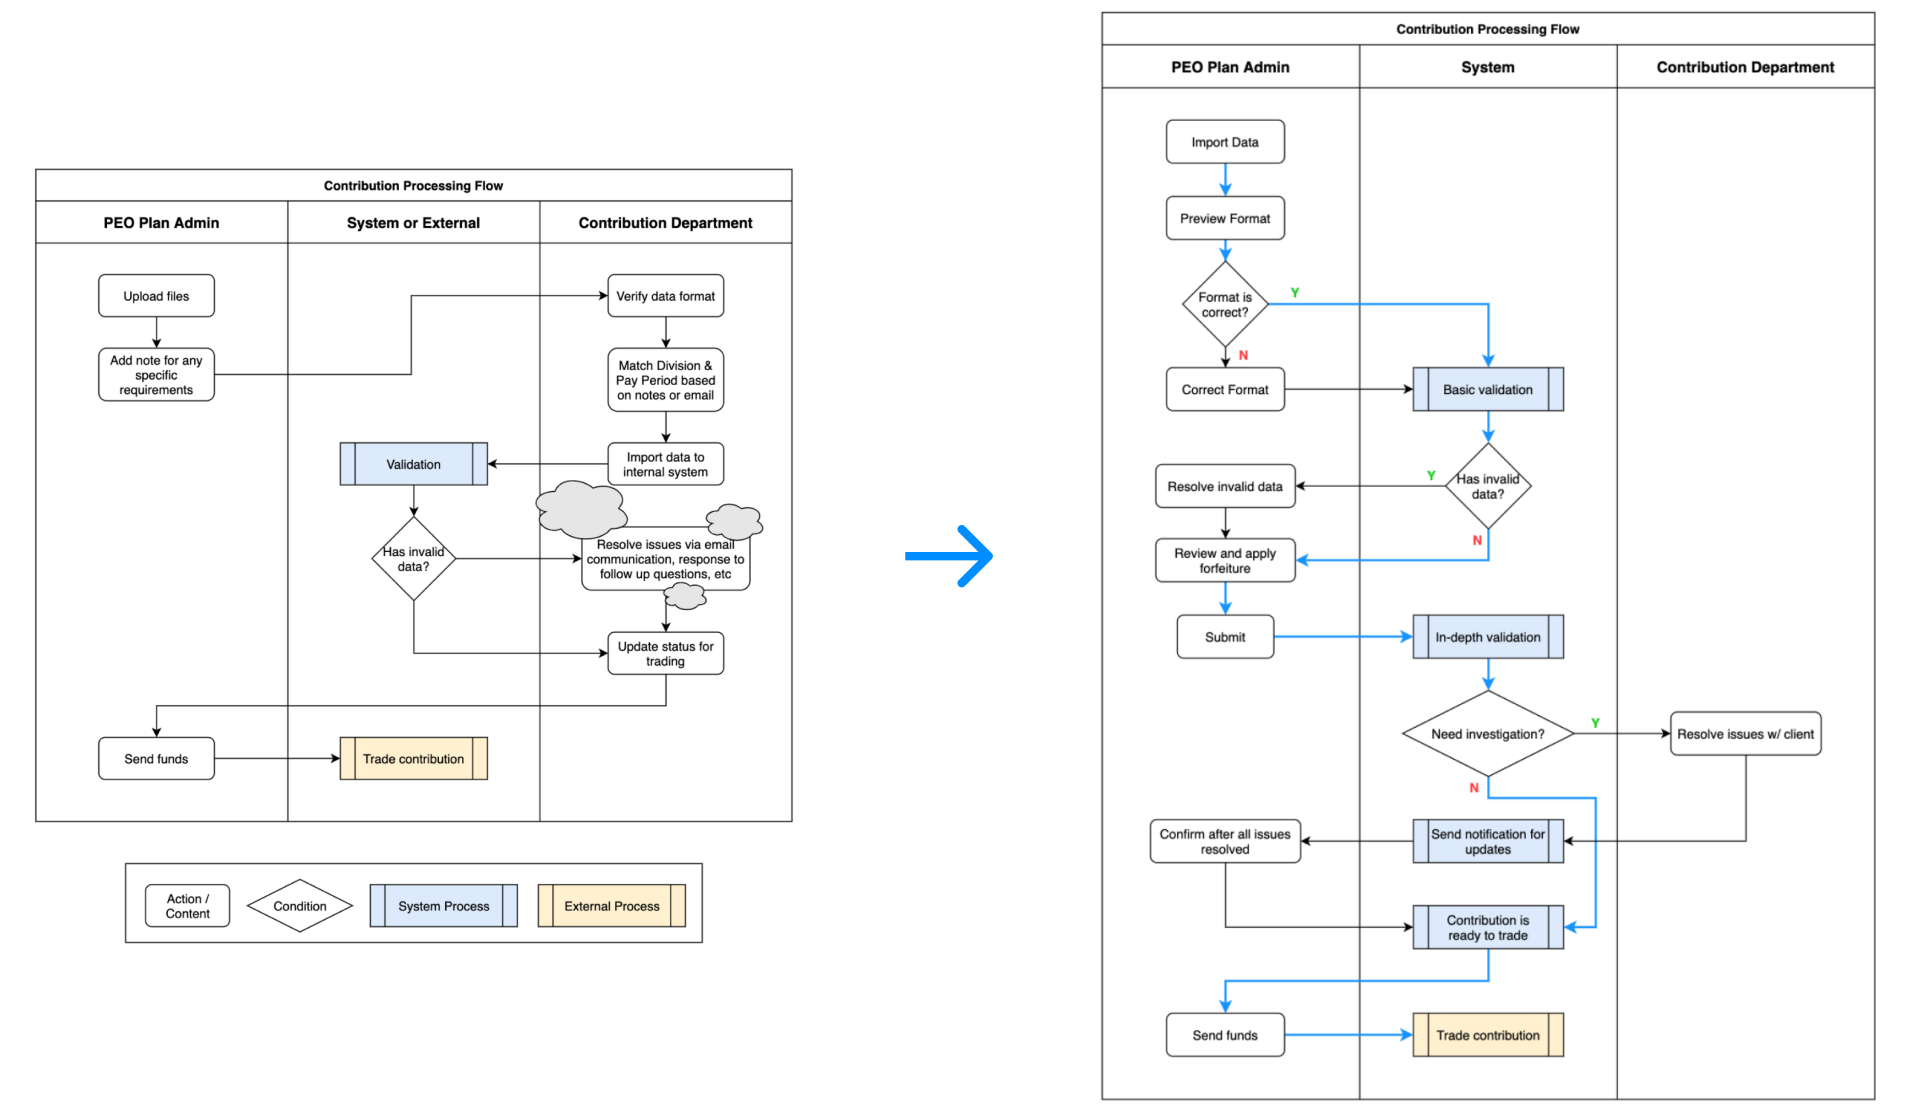 Contribution Processing Flow
PEO Plan Admin
System or External
Contribution Department
Upload files
Verify data format
Add note for any
specific
requirements
Match Division &
Pay Period based
on notes or email
Validation
Import data to
internal system
Has invalid
data?
Resolve issues via email
communication, response to
follow up questions, etc
Update status for
trading
Send funds
Trade contribution
Action /
Content
Condition
System Process
External Process
Contribution Processing Flow
PEO Plan Admin
System
Contribution Department
Import Data
Preview Format
Format is
correct?
Y
N
Correct Format
Basic validation
Has invalid
data?
Y
N
Resolve invalid data
Review and apply
forfeiture
Submit
In-depth validation
Need investigation?
Y
N
Resolve issues w/ client
Send notification for
updates
Confirm after all issues
resolved
Contribution is
ready to trade
Send funds
Trade contribution